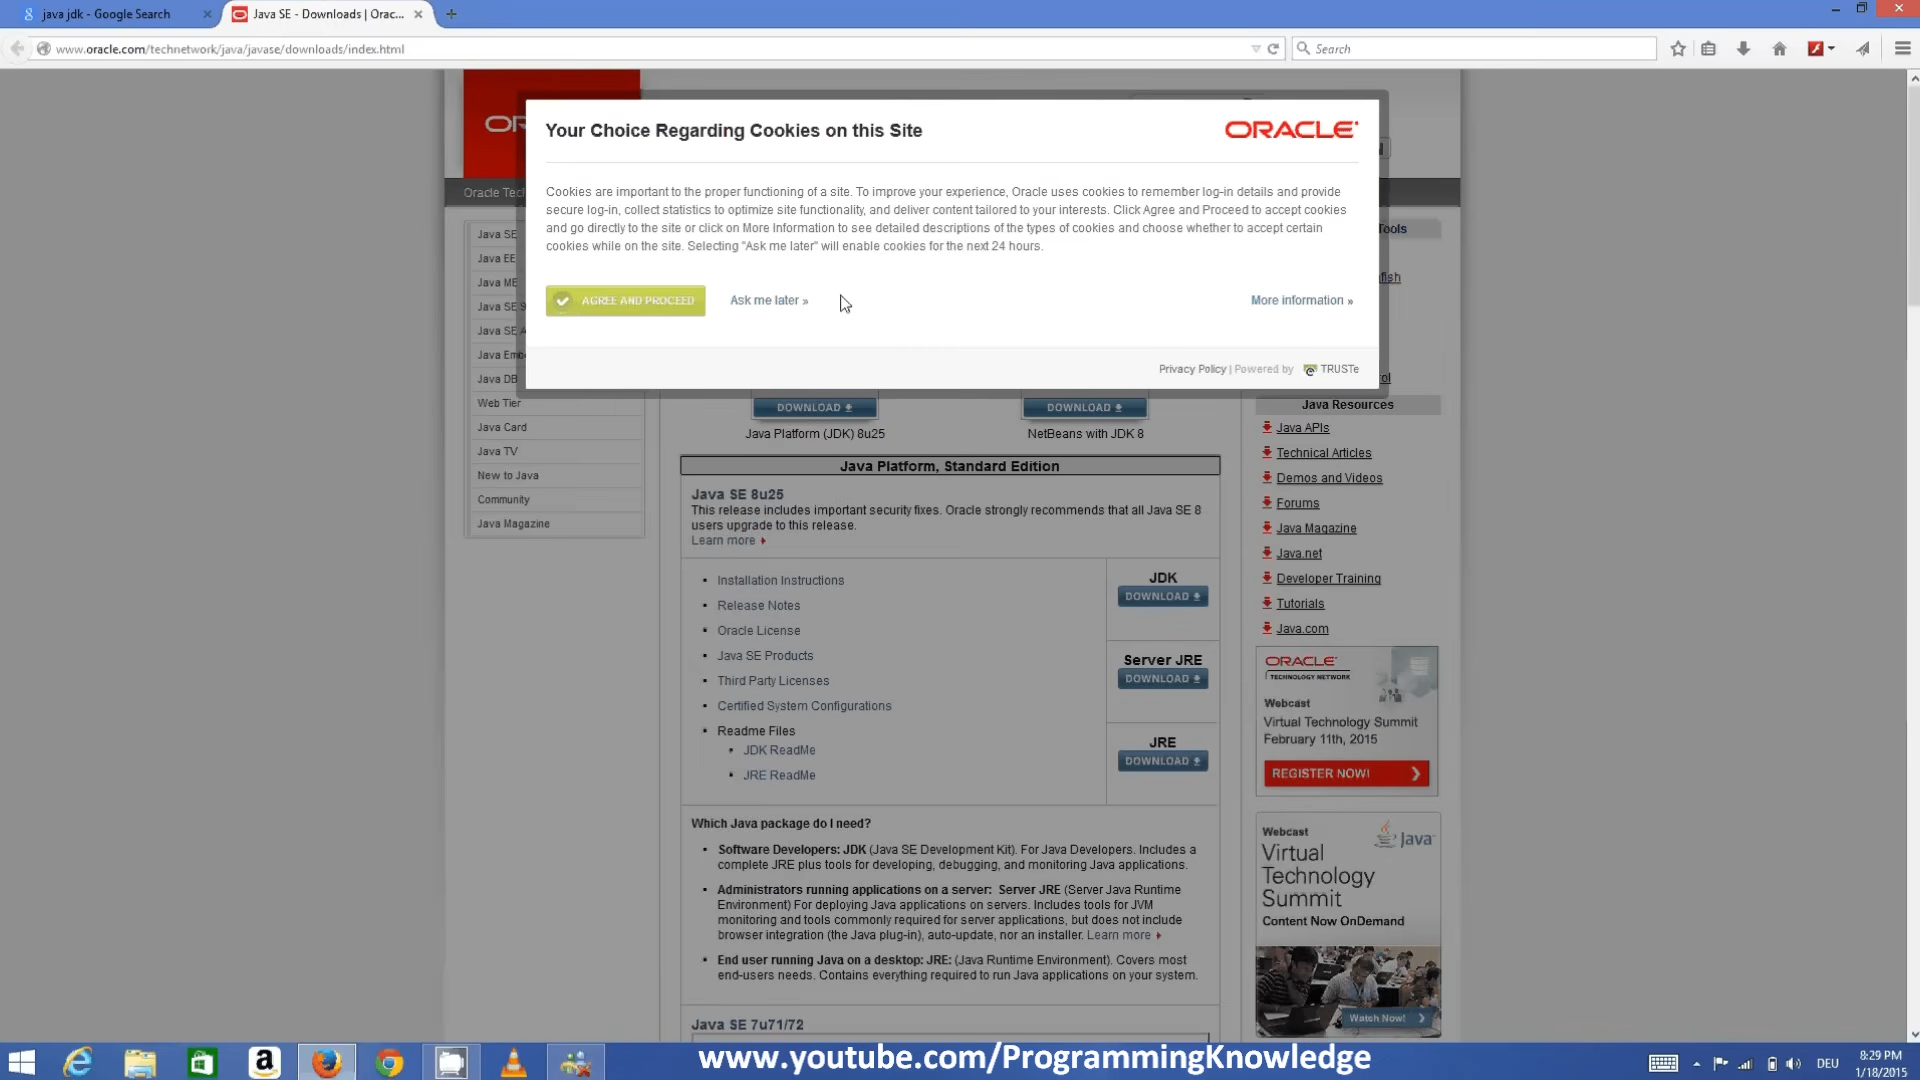 java jdk - Google Search
Java SE - Downloads | Orac...
www.oracle.com/technetwork/java/javase/downloads/index.html
Search
Your Choice Regarding Cookies on this Site
ORACLE
Cookies are important to the proper functioning of a site. To improve your experience, Oracle uses cookies to remember log-in details and provide
secure log-in, collect statistics to optimize site functionality, and deliver content tailored to your interests. Click Agree and Proceed to accept cookies
and go directly to the site or click on More Information to see detailed descriptions of the types of cookies and choose whether to accept certain
cookies while on the site. Selecting "Ask me later" will enable cookies for the next 24 hours.
AGREE AND PROCEED
Ask me later »
More information »
Privacy Policy | Powered by TRUSTe
OR
Oracle Tec
Java SE
Java EE
Java ME
Java SE 9
Java SE A
Java Emb
Java DB
Web Tier
Java Card
Java TV
New to Java
Community
Java Magazine
DOWNLOAD
Java Platform (JDK) 8u25
DOWNLOAD
NetBeans with JDK 8
Java Platform, Standard Edition
Java SE 8u25
This release includes important security fixes. Oracle strongly recommends that all Java SE 8
users upgrade to this release.
Learn more
Installation Instructions
Release Notes
Oracle License
Java SE Products
Third Party Licenses
Certified System Configurations
Readme Files
JDK ReadMe
JRE ReadMe
JDK
DOWNLOAD
Server JRE
DOWNLOAD
JRE
DOWNLOAD
Which Java package do I need?
Software Developers: JDK (Java SE Development Kit). For Java Developers. Includes a
complete JRE plus tools for developing, debugging, and monitoring Java applications.
Administrators running applications on a server: Server JRE (Server Java Runtime
Environment) For deploying Java applications on servers. Includes tools for JVM
monitoring and tools commonly required for server applications, but does not include
browser integration (the Java plug-in), auto-update, nor an installer. Learn more
End user running Java on a desktop: JRE: (Java Runtime Environment). Covers most
end-users needs. Contains everything required to run Java applications on your system.
Java SE 7u71/72
Tools
fish
rol
Java Resources
Java APIs
Technical Articles
Demos and Videos
Forums
Java Magazine
Java.net
Developer Training
Tutorials
Java.com
ORACLE
TECHNOLOGY NETWORK
Webcast
Virtual Technology Summit
February 11th, 2015
REGISTER NOW!
Webcast
Java
Virtual
Technology
Summit
Content Now OnDemand
Watch Now!
www.youtube.com/ProgrammingKnowledge
DEU
8:29 PM
1/18/2015